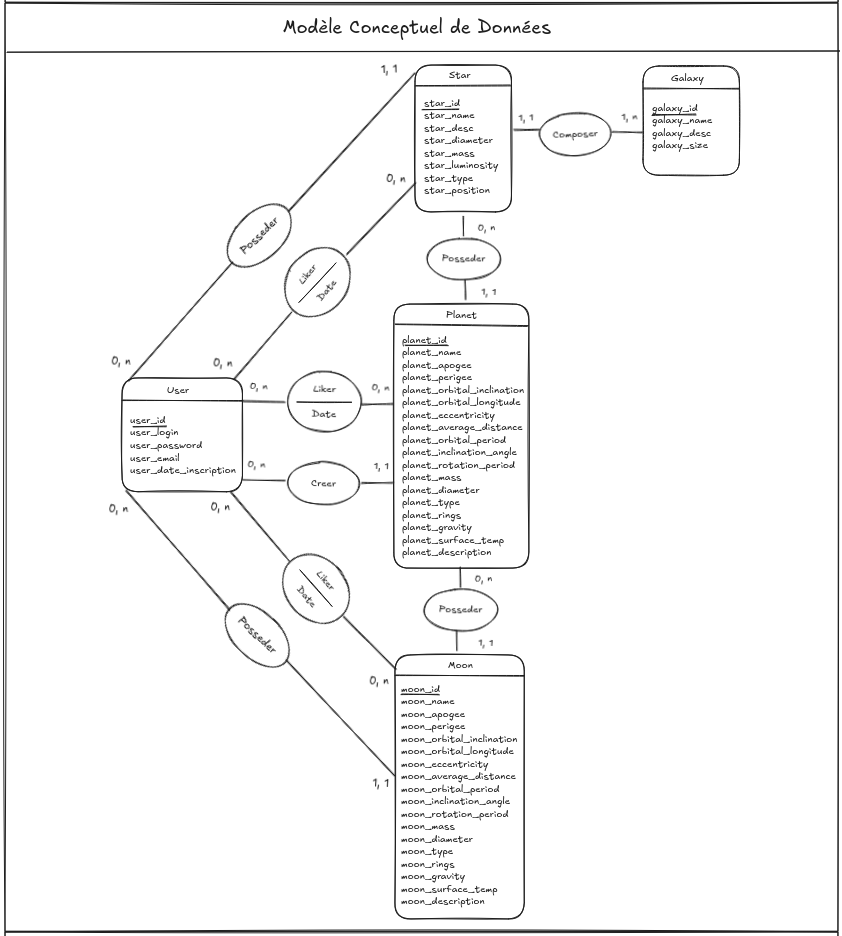 Modèle Conceptuel de Données
1, 1
Star
star_id
star_name
star_desc
star_diameter
star_mass
star_luminosity
star_type
star_position
1, 1
Composer
1, n
Galaxy
galaxy_id
galaxy_name
galaxy_desc
galaxy_size
0, n
Posseder
Liker
Date
0, n
Posseder
1, 1
0, n
0, n
User
user_id
user_login
user_password
user_email
user_date_inscription
0, n
Liker
Date
0, n
0, n
Creer
1, 1
Planet
planet_id
planet_name
planet_apogee
planet_perigee
planet_orbital_inclination
planet_orbital_longitude
planet_eccentricity
planet_average_distance
planet_orbital_period
planet_inclination_angle
planet_rotation_period
planet_mass
planet_diameter
planet_type
planet_rings
planet_gravity
planet_surface_temp
planet_description
0, n
0, n
Liker
Date
Posseder
0, n
Posseder
1, 1
0, n
1, 1
Moon
moon_id
moon_name
moon_apogee
moon_perigee
moon_orbital_inclination
moon_orbital_longitude
moon_eccentricity
moon_average_distance
moon_orbital_period
moon_inclination_angle
moon_rotation_period
moon_mass
moon_diameter
moon_type
moon_rings
moon_gravity
moon_surface_temp
moon_description